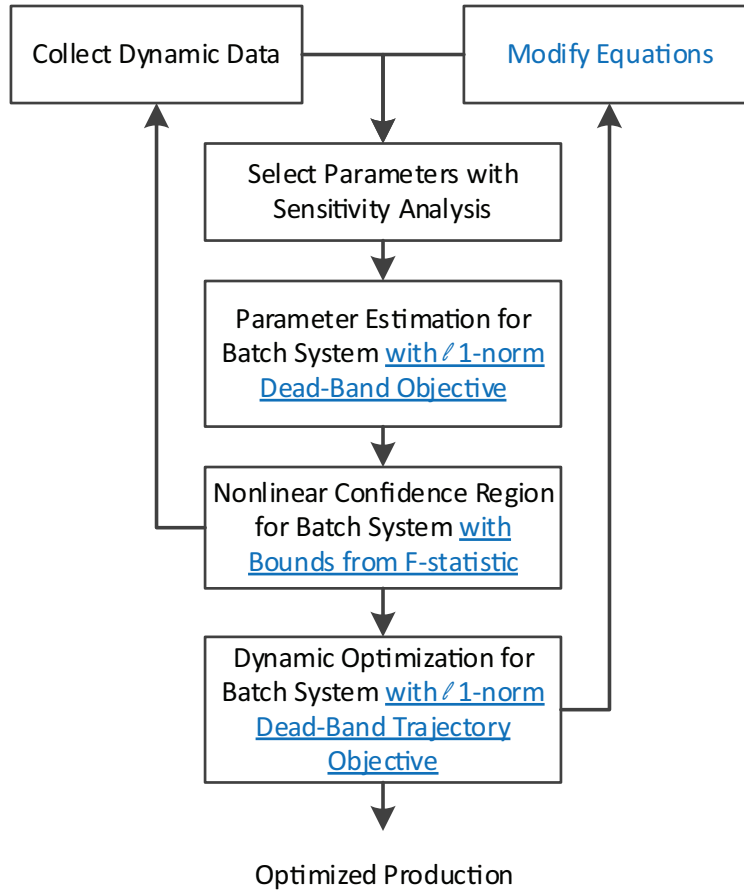 Collect Dynamic Data
Modify Equations
Select Parameters with
Sensitivity Analysis
Parameter Estimation for
Batch System with ℓ 1-norm
Dead-Band Objective
Nonlinear Confidence Region
for Batch System with
Bounds from F-statistic
Dynamic Optimization for
Batch System with ℓ 1-norm
Dead-Band Trajectory
Objective
Optimized Production